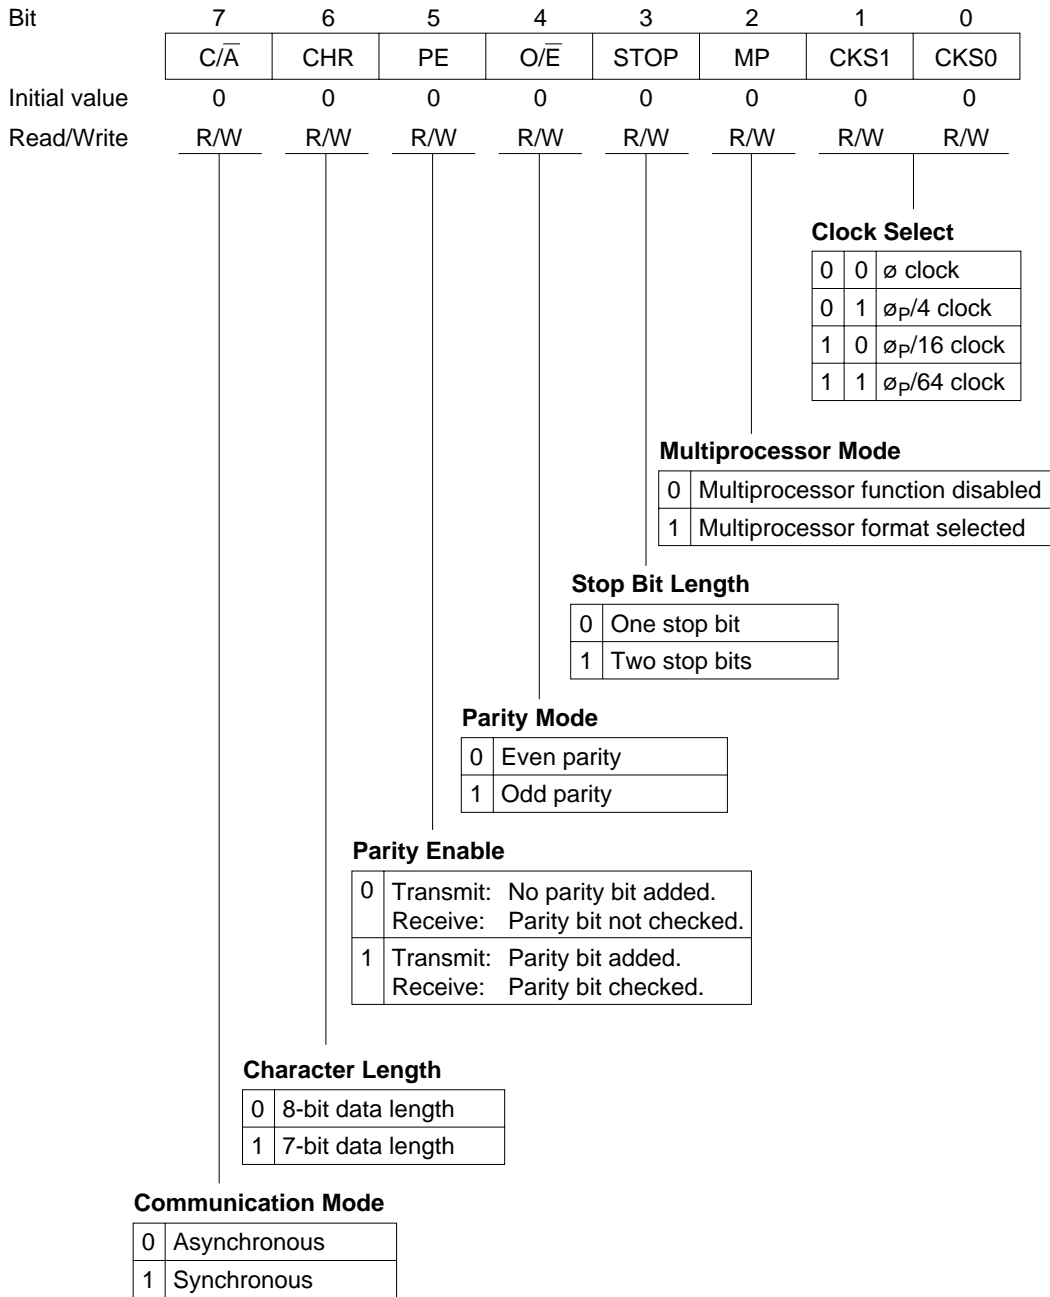 Bit 7 6 5 4 3 2 1 0
C/A̅ CHR PE O/E̅ STOP MP CKS1 CKS0
Initial value 0 0 0 0 0 0 0 0
Read/Write R/W R/W R/W R/W R/W R/W R/W R/W
Clock Select
0 0 ø clock
0 1 øP/4 clock
1 0 øP/16 clock
1 1 øP/64 clock
Multiprocessor Mode
0 Multiprocessor function disabled
1 Multiprocessor format selected
Stop Bit Length
0 One stop bit
1 Two stop bits
Parity Mode
0 Even parity
1 Odd parity
Parity Enable
0 Transmit: No parity bit added.
Receive: Parity bit not checked.
1 Transmit: Parity bit added.
Receive: Parity bit checked.
Character Length
0 8-bit data length
1 7-bit data length
Communication Mode
0 Asynchronous
1 Synchronous